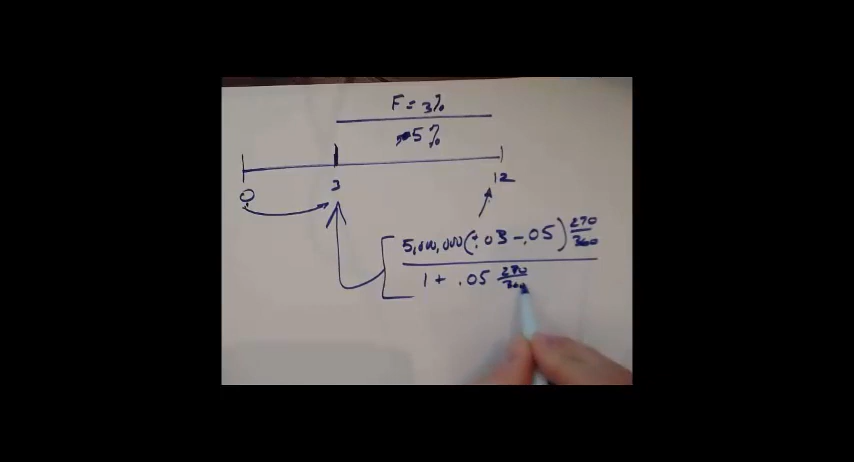 F = 3%
5%
0 3 12
5,000,000 (.03 - .05) 270/360
1 + .05 270/360